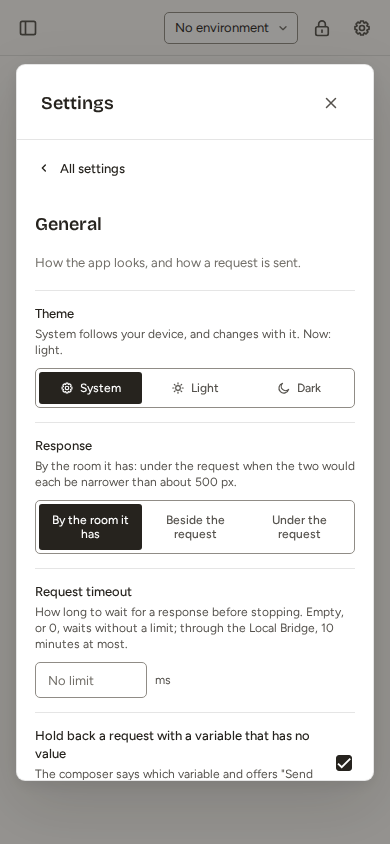 No environment
Settings
All settings
General
How the app looks, and how a request is sent.
Theme
System follows your device, and changes with it. Now:
light.
System
Light
Dark
Response
By the room it has: under the request when the two would
each be narrower than about 500 px.
By the room it
has
Beside the
request
Under the
request
Request timeout
How long to wait for a response before stopping. Empty,
or 0, waits without a limit; through the Local Bridge, 10
minutes at most.
No limit
ms
Hold back a request with a variable that has no
value
The composer says which variable and offers "Send